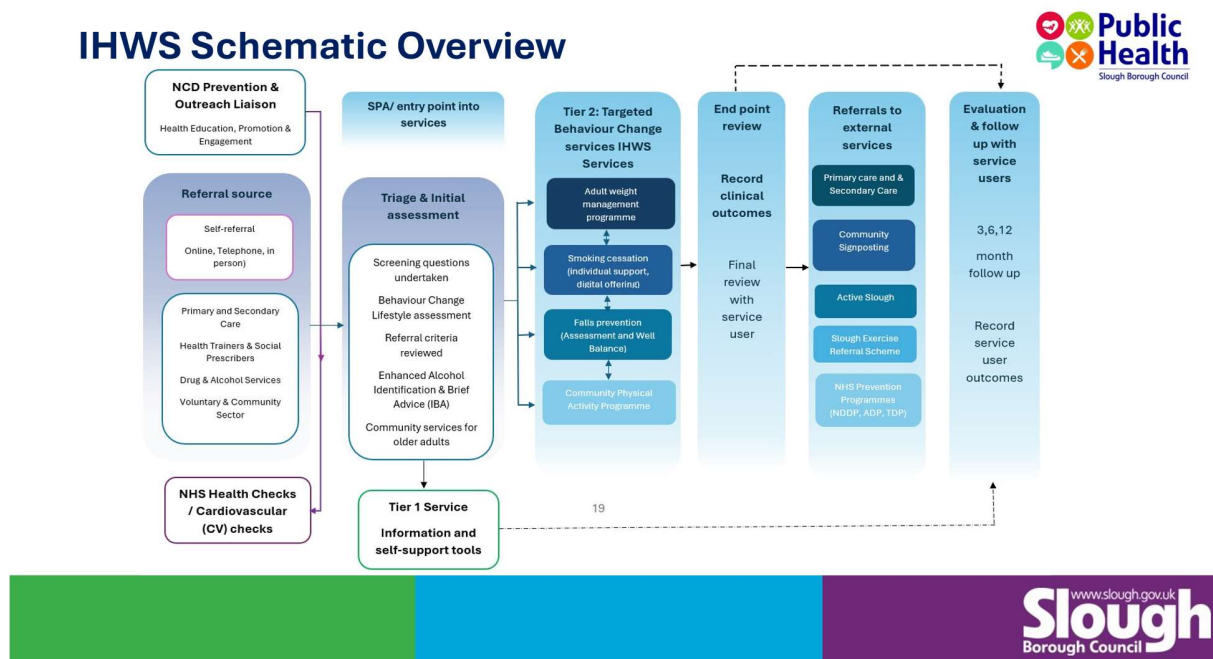 IHWS Schematic Overview
Public
Health
Slough Borough Council
NCD Prevention &
Outreach Liaison
Health Education, Promotion &
Engagement
Referral source
Self-referral
Online, Telephone, in
person)
Primary and Secondary
Care
Health Trainers & Social
Prescribers
Drug & Alcohol Services
Voluntary & Community
Sector
NHS Health Checks
/ Cardiovascular
(CV) checks
SPA/ entry point into
services
Triage & Initial
assessment
Screening questions
undertaken
Behaviour Change
Lifestyle assessment
Referral criteria
reviewed
Enhanced Alcohol
Identification & Brief
Advice (IBA)
Community services for
older adults
Tier 1 Service
Information and
self-support tools
Tier 2: Targeted
Behaviour Change
services IHWS
Services
Adult weight
management
programme
Smoking cessation
(individual support,
digital offering)
Falls prevention
(Assessment and Well
Balance)
Community Physical
Activity Programme
End point
review
Record
clinical
outcomes
Final
review
with
service
user
Referrals to
external
services
Primary care and &
Secondary Care
Community
Signposting
Active Slough
Slough Exercise
Referral Scheme
NHS Prevention
Programmes
(NDDP, ADP, TDP)
Evaluation
& follow
up with
service
users
3,6,12
month
follow up
Record
service
user
outcomes
19
www.slough.gov.uk
Slough
Borough Council